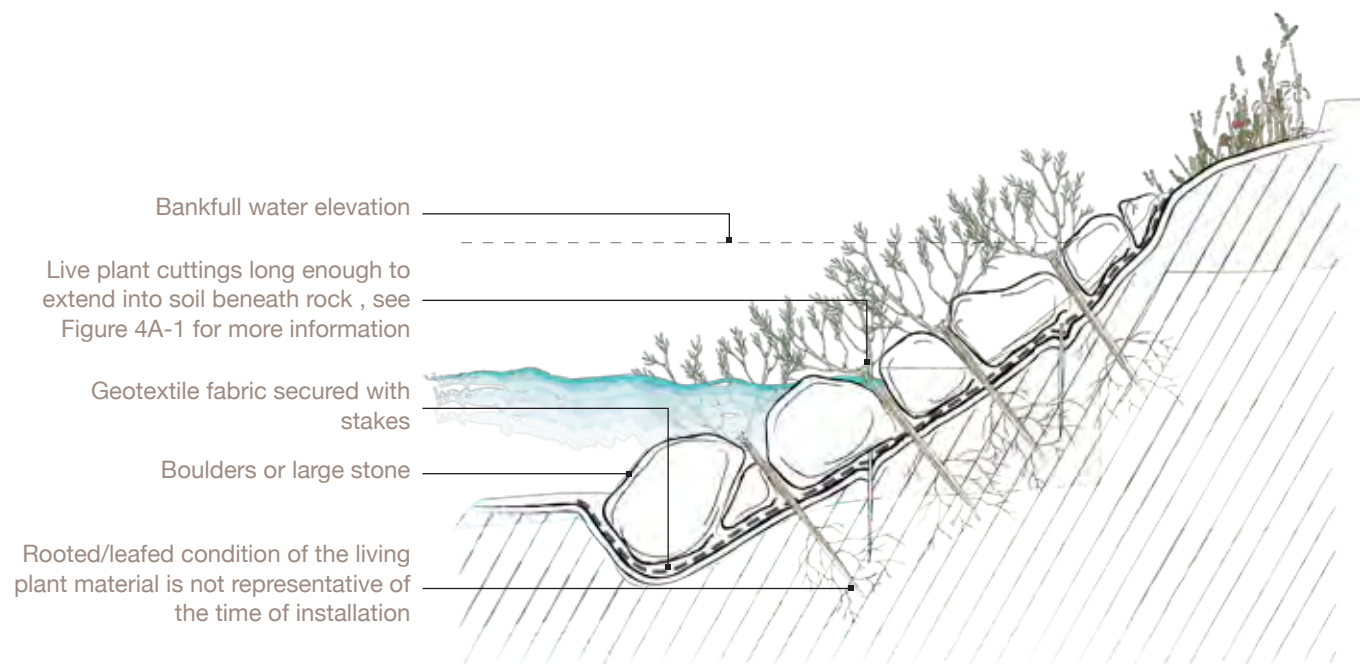 Bankfull water elevation
Live plant cuttings long enough to
extend into soil beneath rock , see
Figure 4A-1 for more information
Geotextile fabric secured with
stakes
Boulders or large stone
Rooted/leafed condition of the living
plant material is not representative of
the time of installation